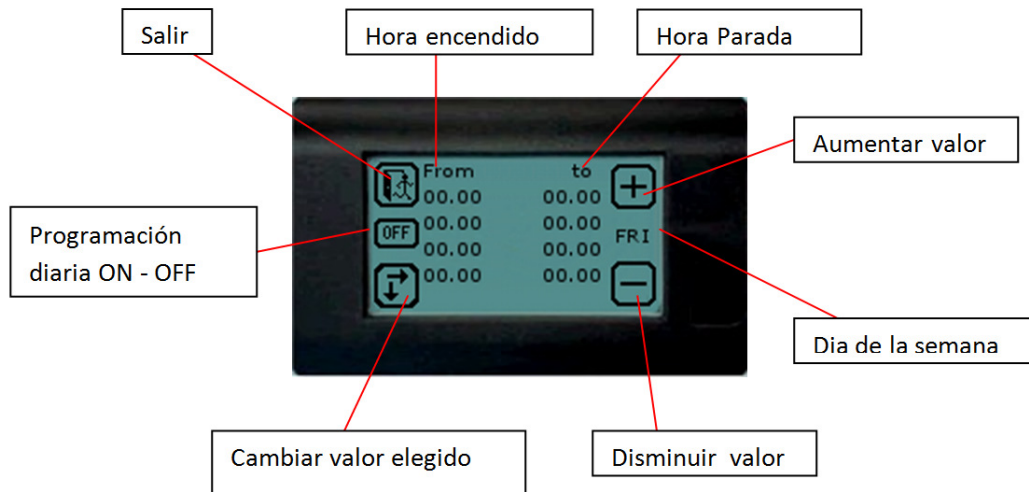 Salir
Hora encendido
Hora Parada
Aumentar valor
From to
00.00 00.00
OFF 00.00 00.00 FRI
00.00 00.00
00.00 00.00
Programación
diaria ON - OFF
Dia de la semana
Cambiar valor elegido
Disminuir valor